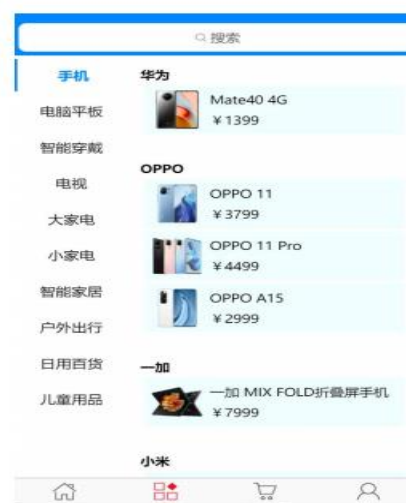 搜索
手机
电脑平板
智能穿戴
电视
大家电
小家电
智能家居
户外出行
日用百货
儿童用品
华为
Mate40 4G
￥1399
OPPO
OPPO 11
￥3799
OPPO 11 Pro
￥4499
OPPO A15
￥2999
一加
一加 MIX FOLD折叠屏手机
￥7999
小米